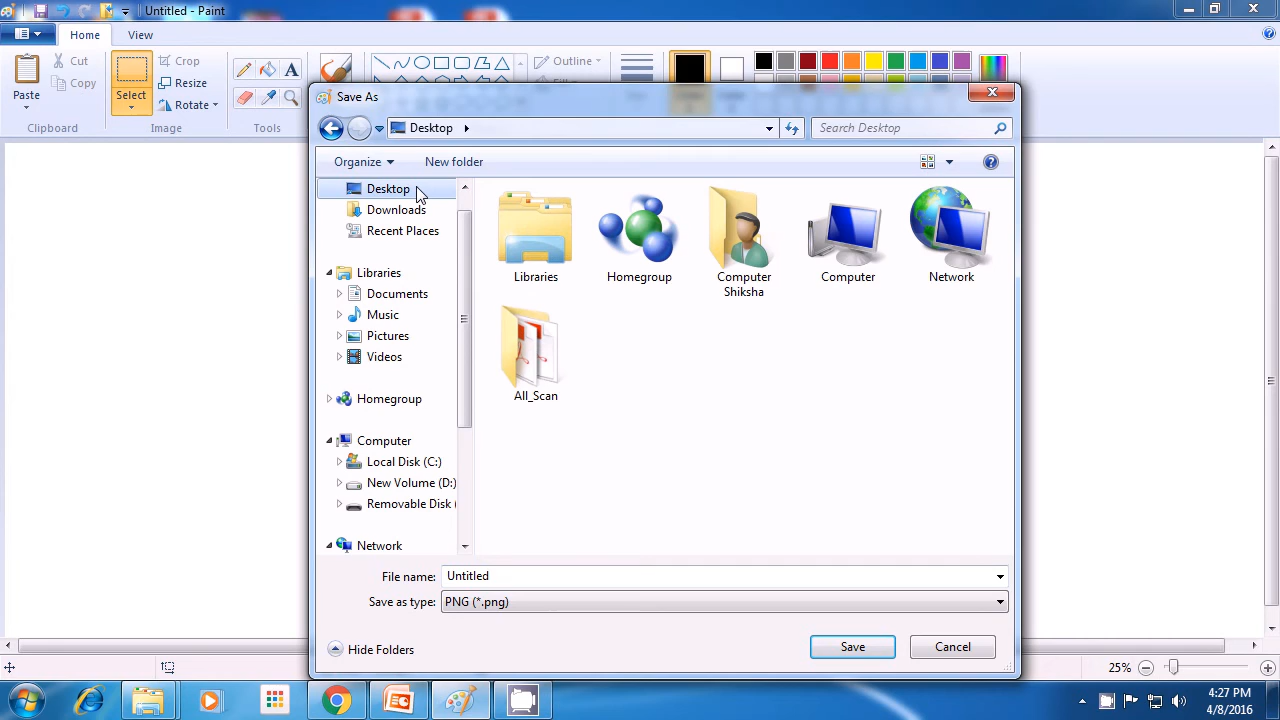 Untitled - Paint
Home
View
Paste
Cut
Copy
Clipboard
Select
Crop
Resize
Rotate
Image
A
Tools
Outline
Save As
Desktop
Search Desktop
Organize
New folder
Desktop
Downloads
Recent Places
Libraries
Documents
Music
Pictures
Videos
Homegroup
Computer
Local Disk (C:)
New Volume (D:)
Removable Disk (
Network
Libraries
Homegroup
Computer
Shiksha
Computer
Network
All_Scan
File name: Untitled
Save as type: PNG (*.png)
Hide Folders
Save
Cancel
25%
4:27 PM
4/8/2016